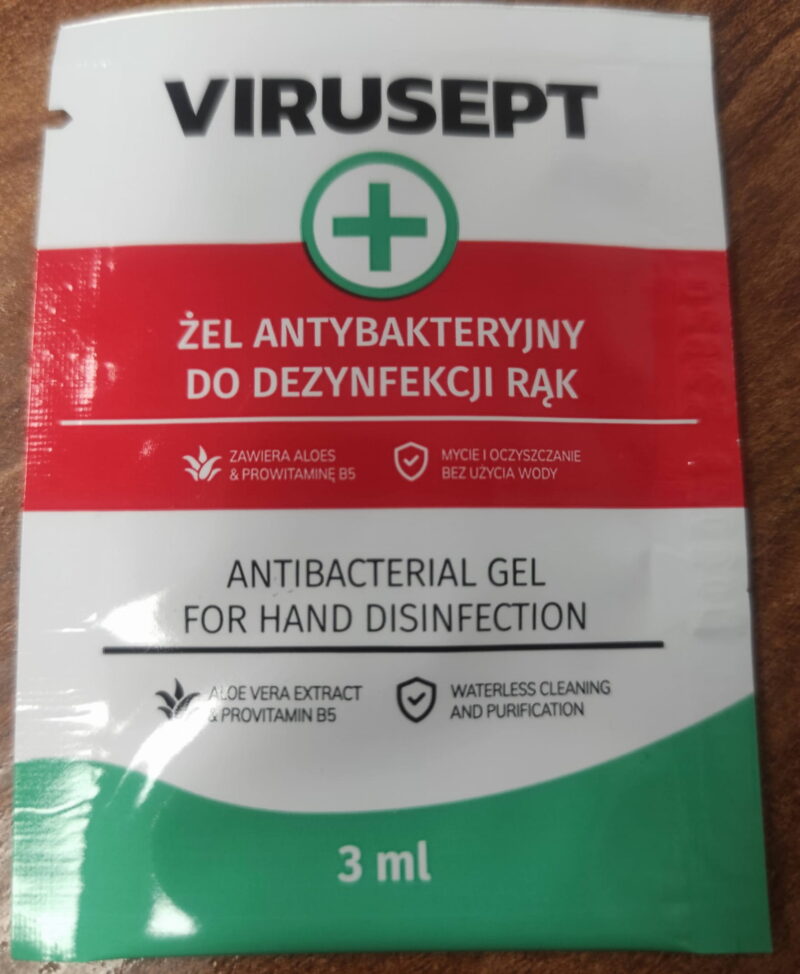 VIRUSEPT
ŻEL ANTYBAKTERYJNY
DO DEZYNFEKCJI RĄK
ZAWIERA ALOES
& PROWITAMINĘ B5
MYCIE I OCZYSZCZANIE
BEZ UŻYCIA WODY
ANTIBACTERIAL GEL
FOR HAND DISINFECTION
ALOE VERA EXTRACT
& PROVITAMIN B5
WATERLESS CLEANING
AND PURIFICATION
3 ml